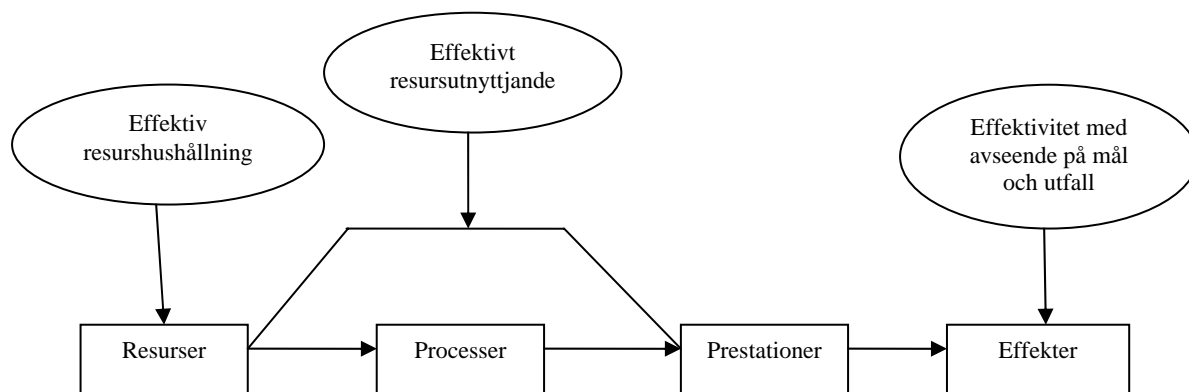 Effektivt
resursutnyttjande
Effektiv
resurshushållning
Effektivitet med
avseende på mål
och utfall
Resurser
Processer
Prestationer
Effekter